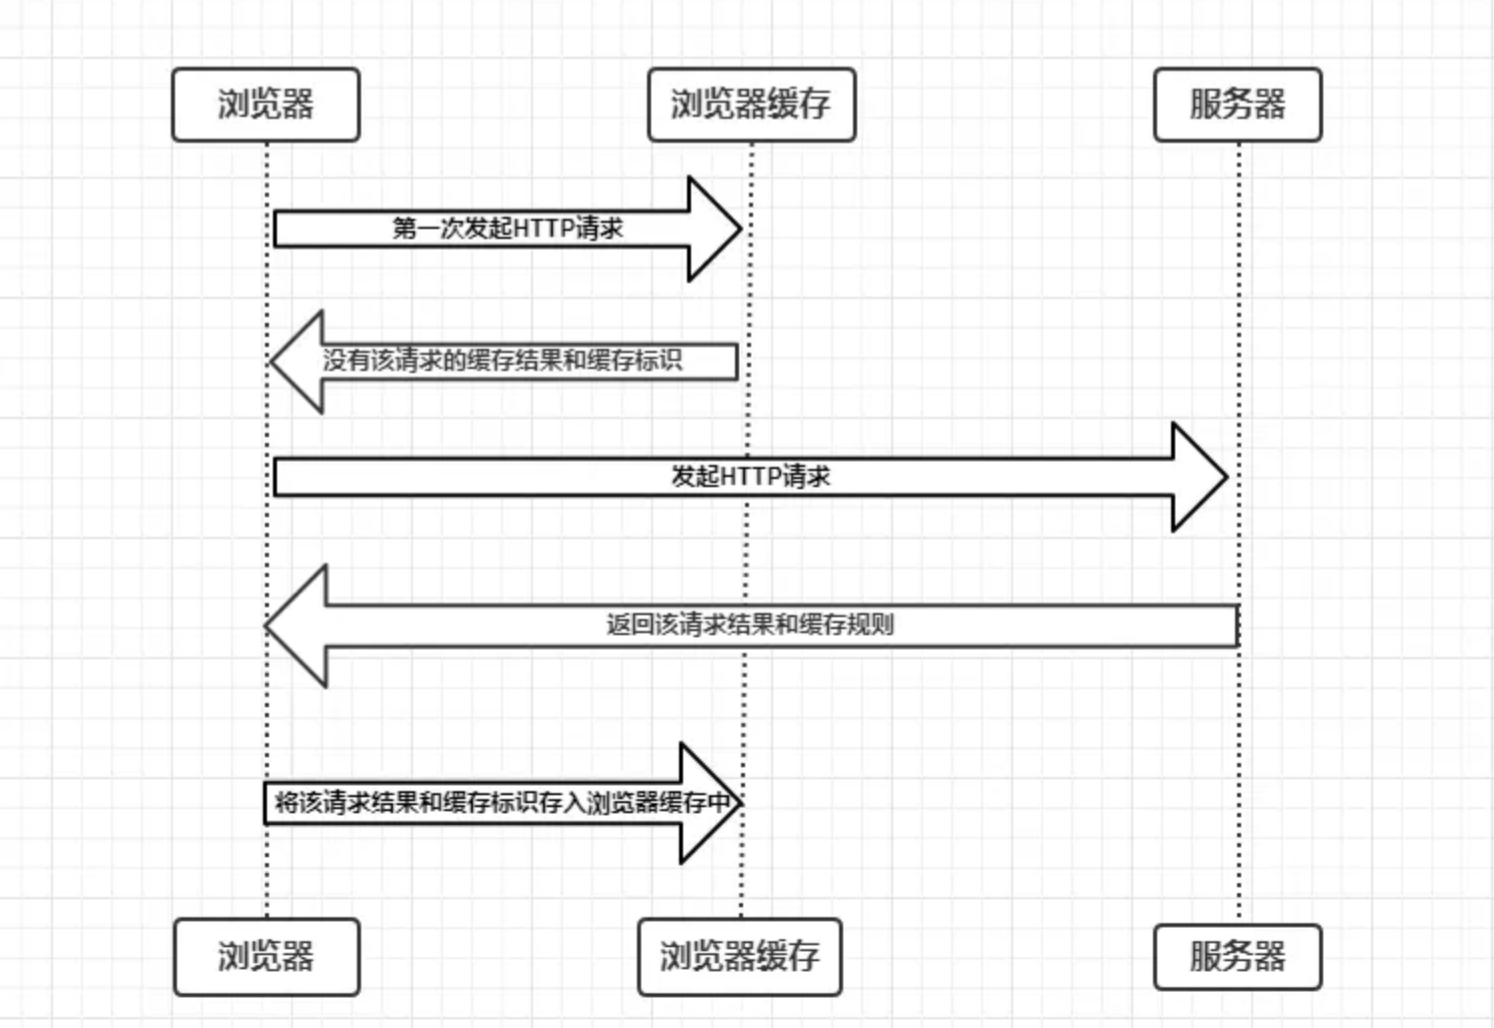 浏览器
浏览器缓存
服务器
第一次发起HTTP请求
没有该请求的缓存结果和缓存标识
发起HTTP请求
返回该请求结果和缓存规则
将该请求结果和缓存标识存入浏览器缓存中
浏览器
浏览器缓存
服务器